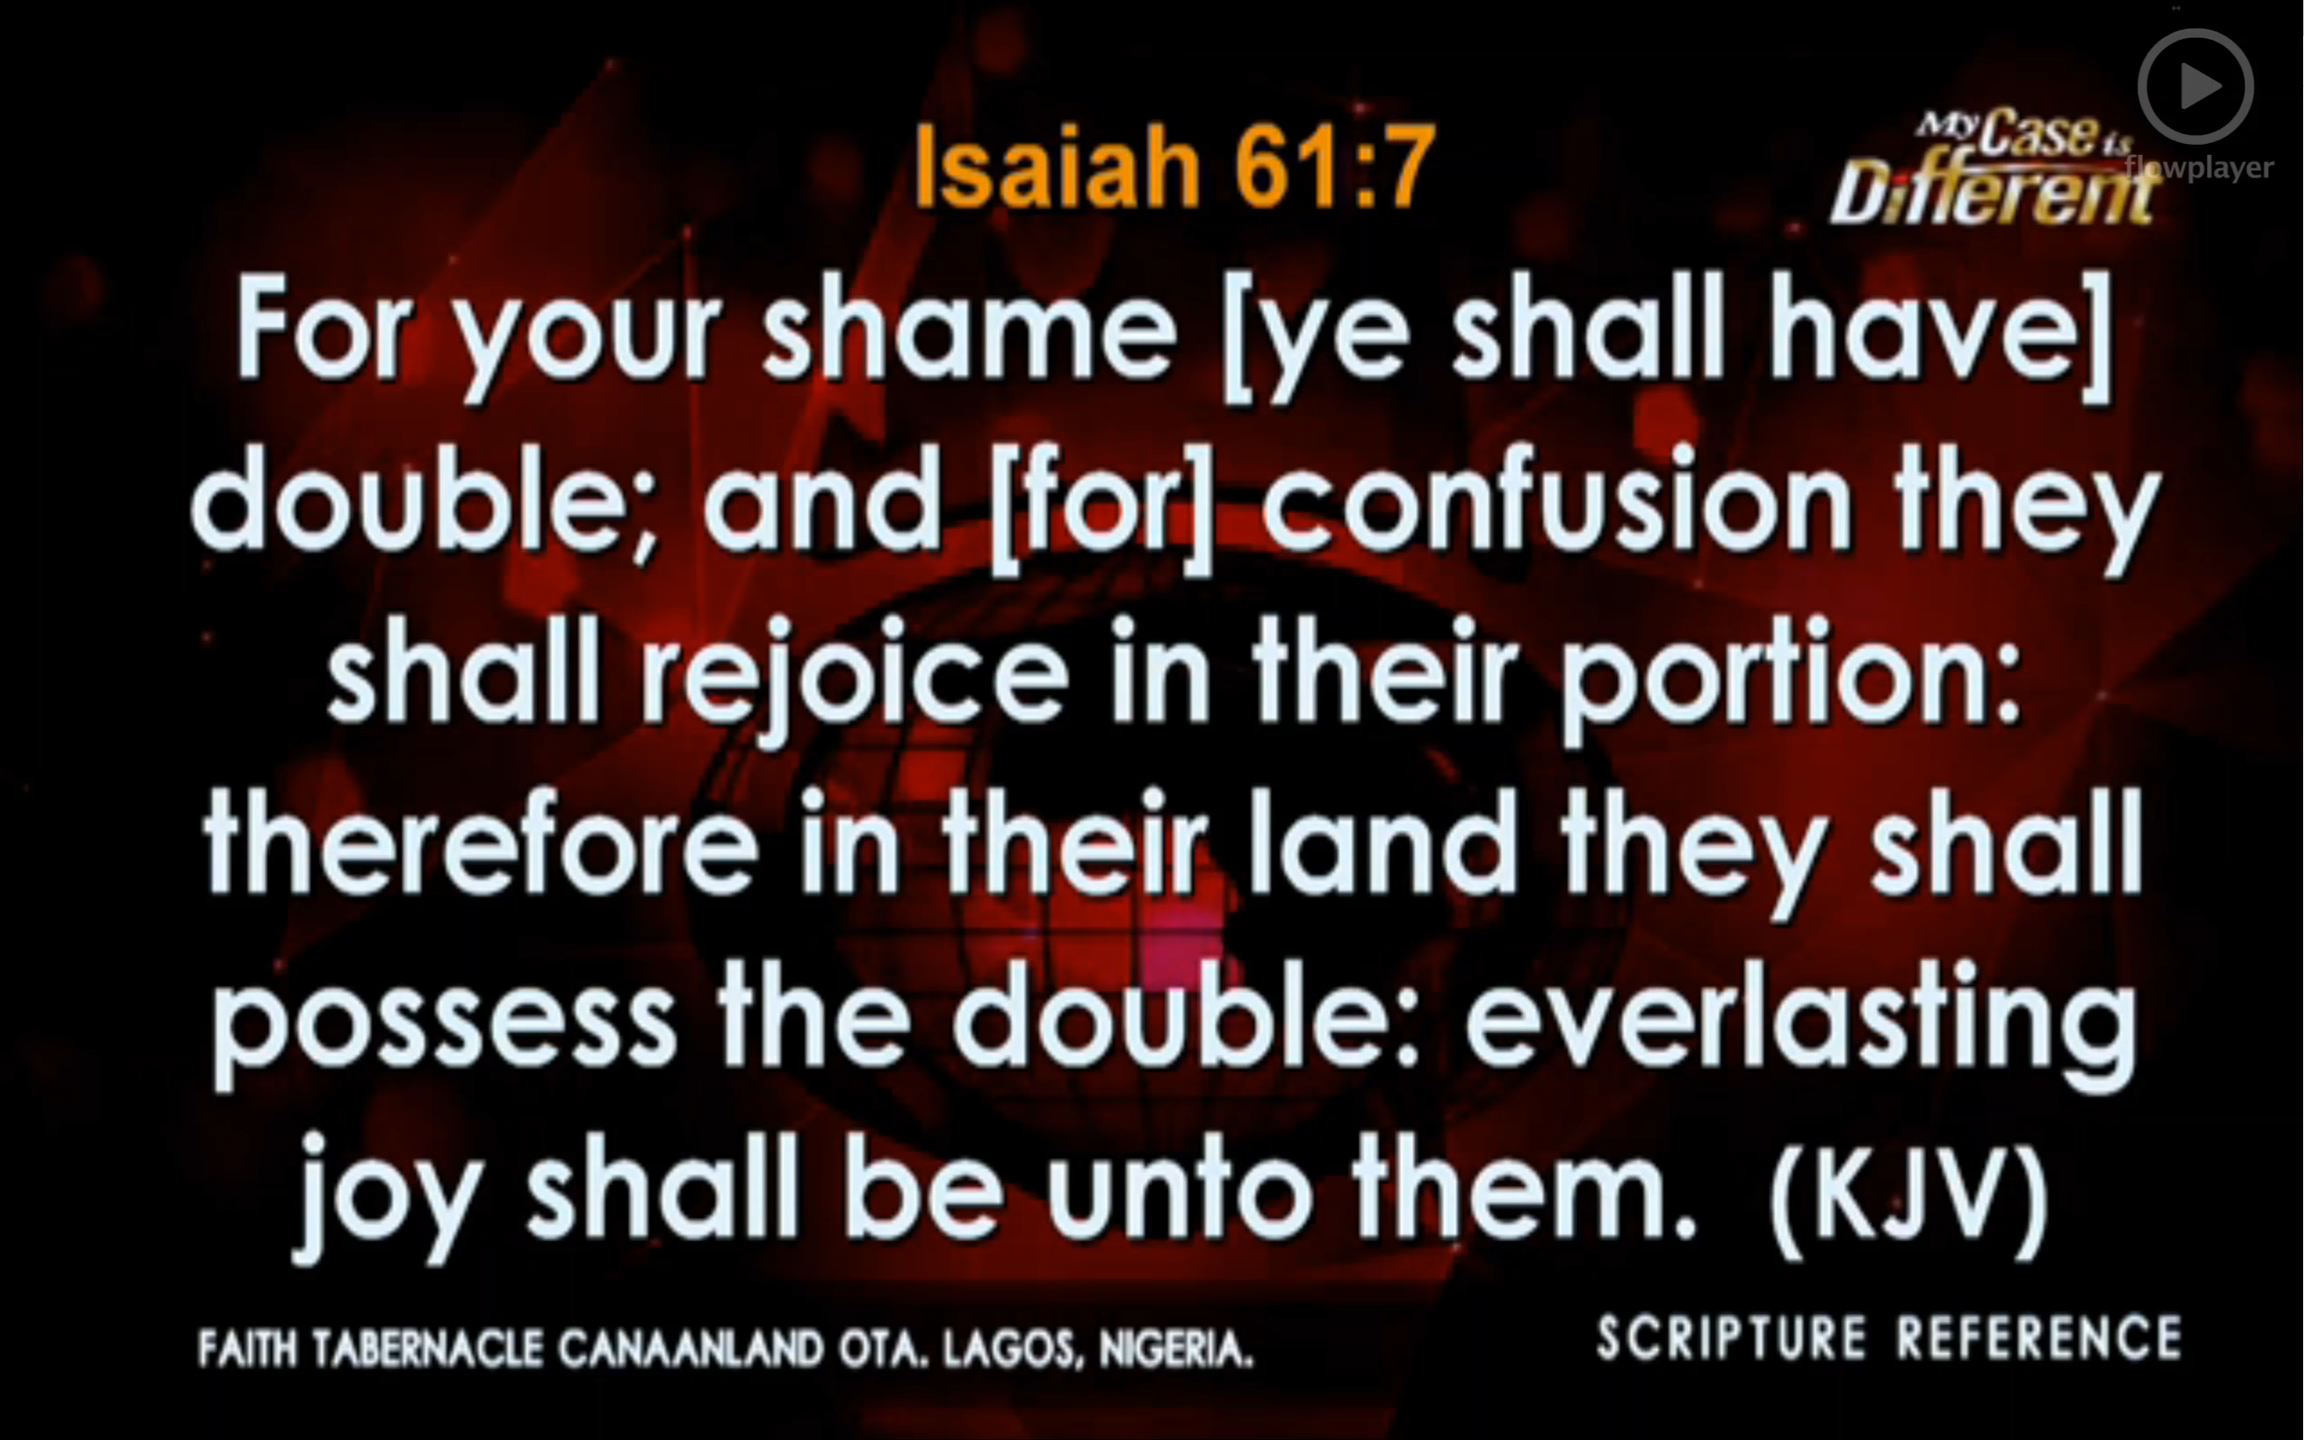 Isaiah 61:7
My Case is
Different
flowplayer
For your shame [ye shall have]
double; and [for] confusion they
shall rejoice in their portion:
therefore in their land they shall
possess the double: everlasting
joy shall be unto them. (KJV)
FAITH TABERNACLE CANAANLAND OTA. LAGOS, NIGERIA.
SCRIPTURE REFERENCE